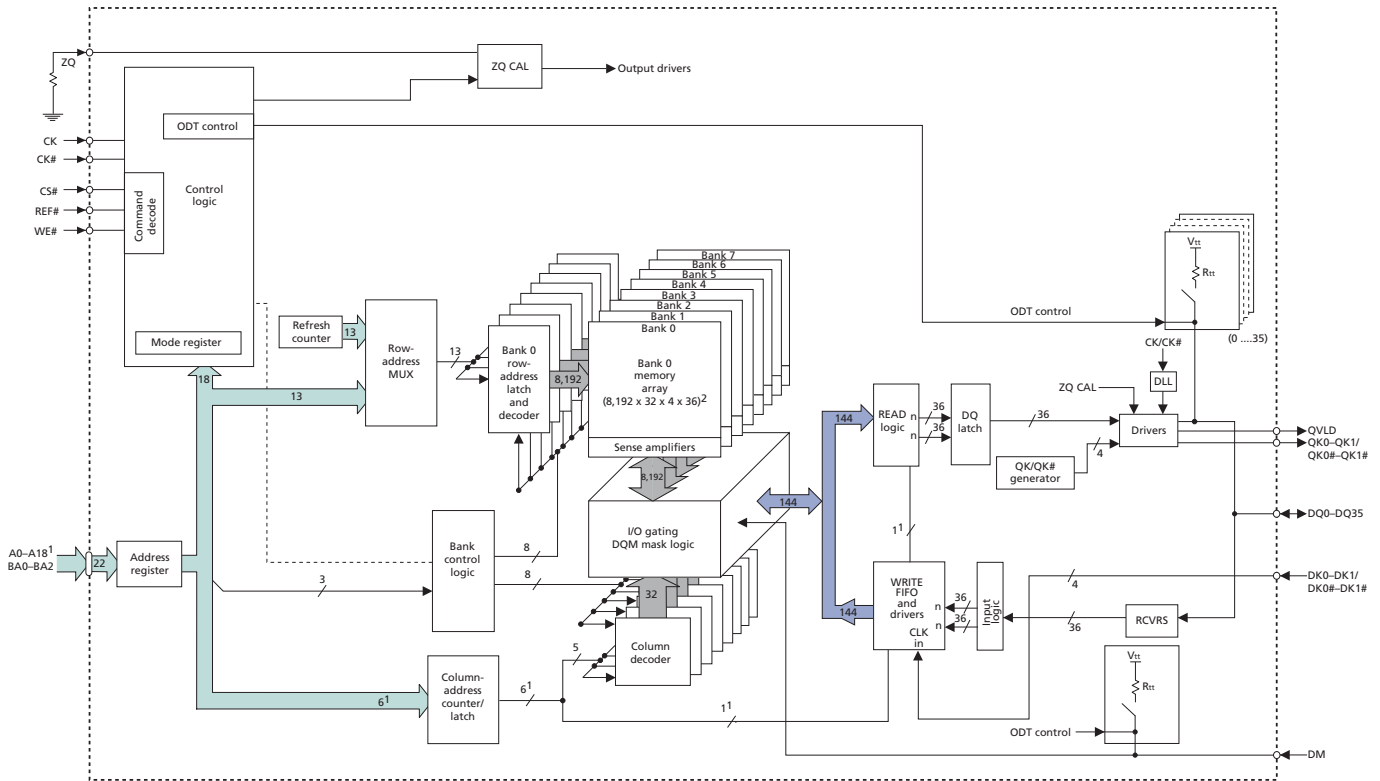 ZQ
ZQ CAL
Output drivers
ODT control
CK
CK#
CS#
REF#
WE#
Command
decode
Control
logic
Mode register
18
Refresh
counter
13
13
Row-
address
MUX
13
Bank 0
row-
address
latch
and
decoder
8,192
Bank 7
Bank 6
Bank 5
Bank 4
Bank 3
Bank 2
Bank 1
Bank 0
Bank 0
memory
array
(8,192 x 32 x 4 x 36)²
Sense amplifiers
8,192
I/O gating
DQM mask logic
32
Column
decoder
5
A0–A18¹
BA0–BA2
22
Address
register
3
Bank
control
logic
8
8
6¹
Column-
address
counter/
latch
6¹
1¹
144
144
144
READ
logic
n
n
36
36
DQ
latch
36
1¹
WRITE
FIFO
and
drivers
CLK
in
n
n
36
36
Input
logic
36
RCVRS
QK/QK#
generator
4
ZQ CAL
CK/CK#
DLL
Drivers
ODT control
Vtt
Rtt
(0 ....35)
QVLD
QK0–QK1/
QK0#–QK1#
DQ0–DQ35
4
DK0–DK1/
DK0#–DK1#
Vtt
Rtt
ODT control
DM